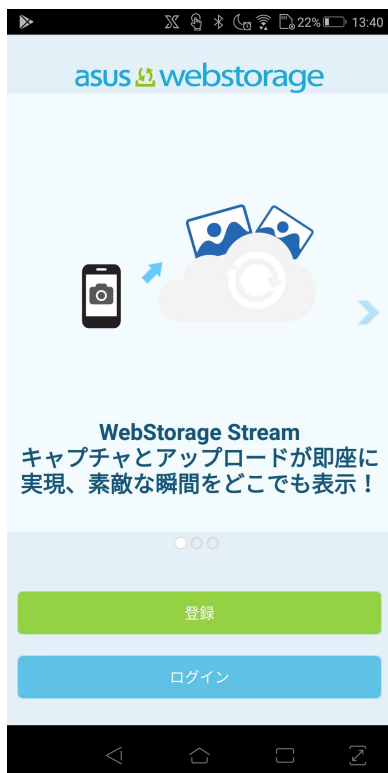 22% 13:40
asus webstorage
WebStorage Stream
キャプチャとアップロードが即座に
実現、素敵な瞬間をどこでも表示！
登録
ログイン